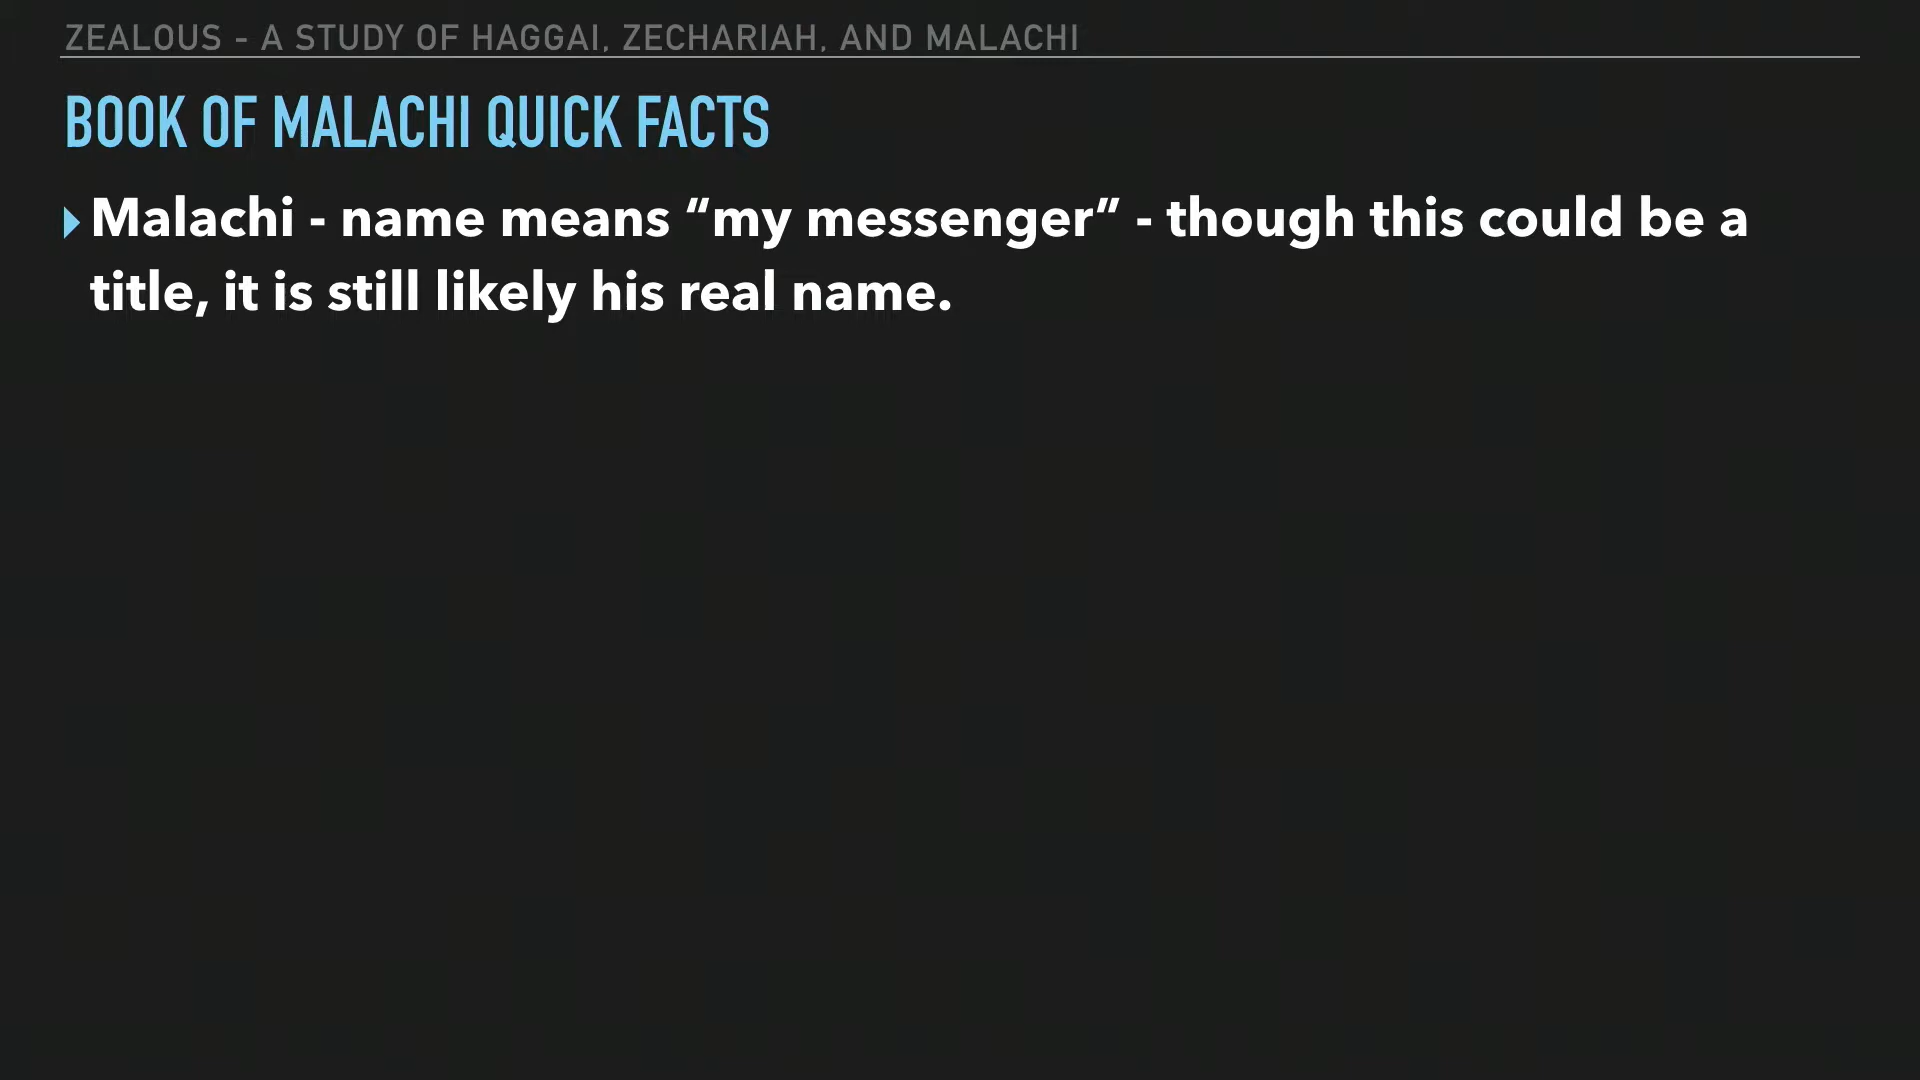 ZEALOUS - A STUDY OF HAGGAI, ZECHARIAH, AND MALACHI
BOOK OF MALACHI QUICK FACTS
Malachi - name means “my messenger” - though this could be a
title, it is still likely his real name.